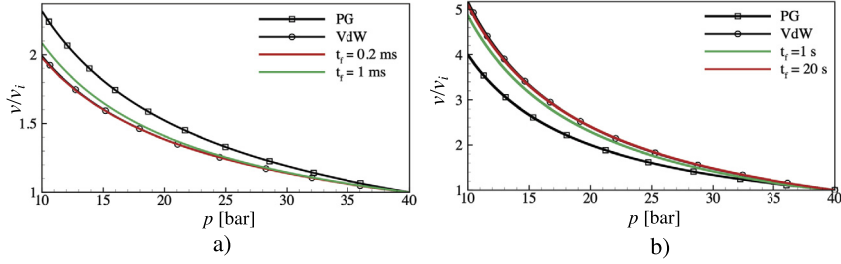 PG
VdW
t_f = 0.2 ms
t_f = 1 ms
2
1.5
1
v/v_i
10 15 20 25 30 35 40
p [bar]
a)
PG
VdW
t_f =1 s
t_f = 20 s
5
4
3
2
1
v/v_i
10 15 20 25 30 35 40
p [bar]
b)